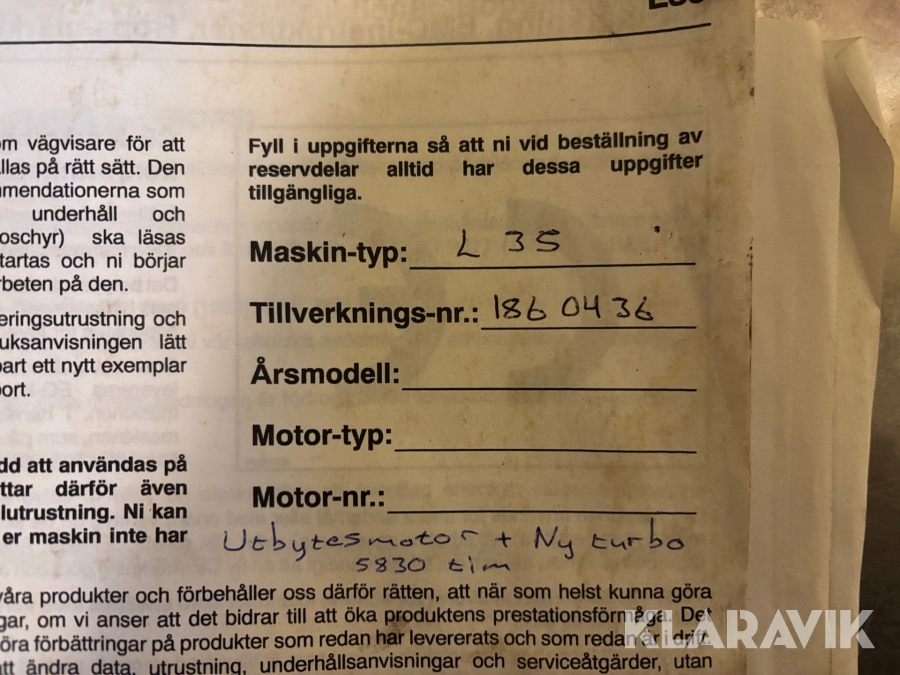 om vägvisare för att
llas på rätt sätt. Den
mmendationerna som
underhåll och
oschyr) ska läsas
tartas och ni börjar
rbeten på den.
eringsutrustning och
uksanvisningen lätt
part ett nytt exemplar
port.
dd att användas på
ttar därför även
lutrustning. Ni kan
er maskin inte har
Fyll i uppgifterna så att ni vid beställning av
reservdelar alltid har dessa uppgifter
tillgängliga.
Maskin-typ: L 35
Tillverknings-nr.: 1860436
Årsmodell:
Motor-typ:
Motor-nr.:
Utbytesmotor + Ny turbo
5830 tim
våra produkter och förbehåller oss därför rätten, att när som helst kunna göra
gar, om vi anser att det bidrar till att öka produktens prestationsförmåga. Det
öra förbättringar på produkter som redan har levererats och som redan är i drift.
att ändra data, utrustning, underhållsanvisningar och serviceåtgärder, utan
KLARAVIK